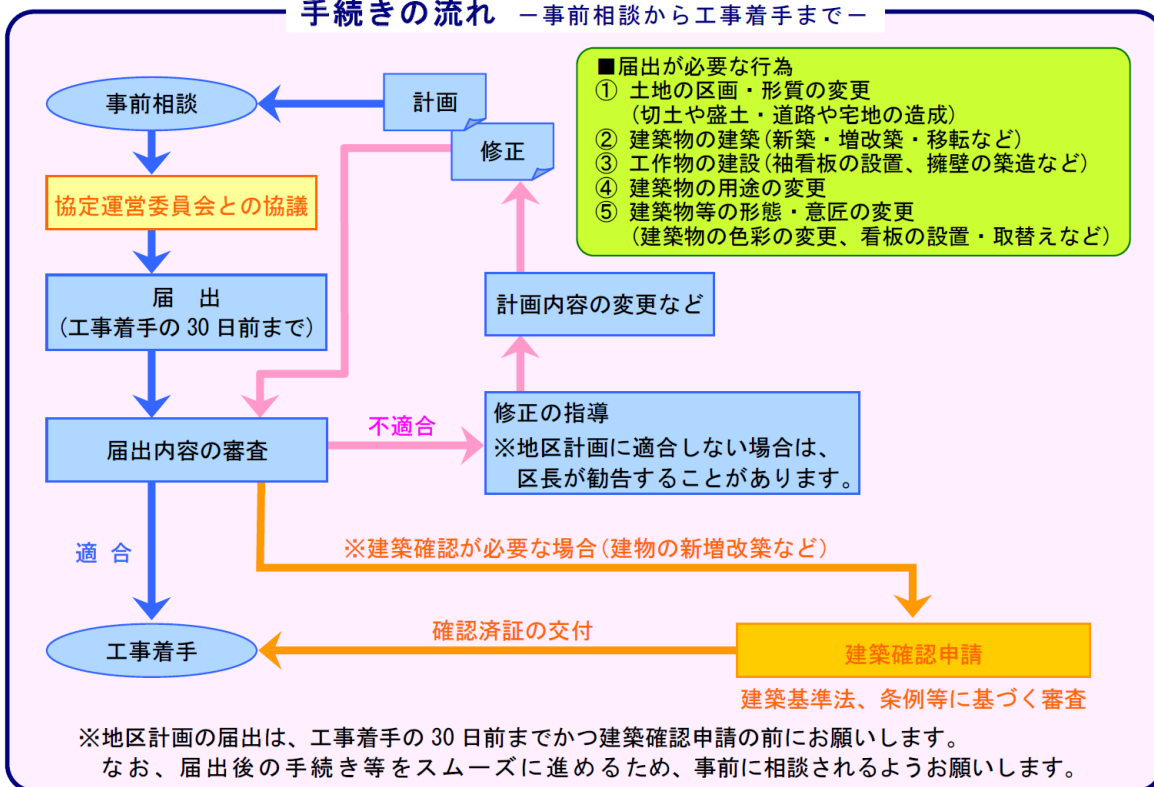 手続きの流れ －事前相談から工事着手まで－
事前相談
計画
修正
■届出が必要な行為
① 土地の区画・形質の変更
(切土や盛土・道路や宅地の造成)
② 建築物の建築(新築・増改築・移転など)
③ 工作物の建設(袖看板の設置、擁壁の築造など)
④ 建築物の用途の変更
⑤ 建築物等の形態・意匠の変更
(建築物の色彩の変更、看板の設置・取替えなど)
協定運営委員会との協議
届　出
(工事着手の 30 日前まで)
計画内容の変更など
届出内容の審査
不適合
修正の指導
※地区計画に適合しない場合は、
区長が勧告することがあります。
適 合
※建築確認が必要な場合(建物の新増改築など)
工事着手
確認済証の交付
建築確認申請
建築基準法、条例等に基づく審査
※地区計画の届出は、工事着手の 30 日前までかつ建築確認申請の前にお願いします。
なお、届出後の手続き等をスムーズに進めるため、事前に相談されるようお願いします。